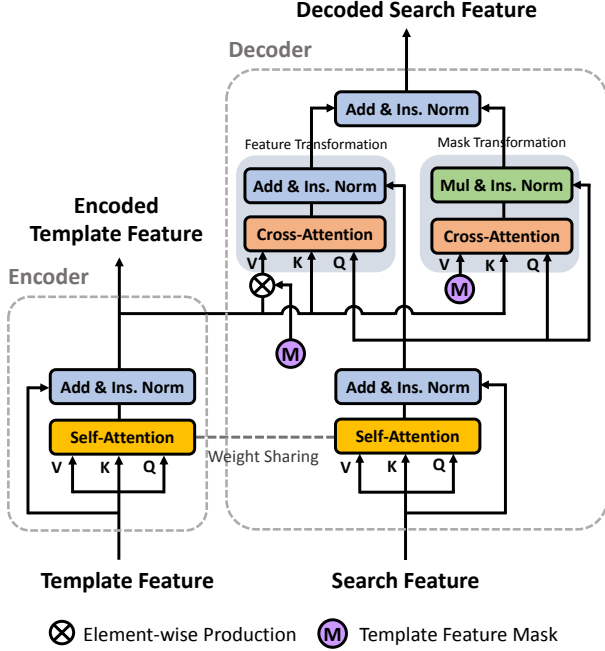 Decoded Search Feature
Decoder
Add & Ins. Norm
Feature Transformation
Mask Transformation
Add & Ins. Norm
Mul & Ins. Norm
Encoded
Template Feature
Cross-Attention
Cross-Attention
V K Q
V K Q
M
Encoder
M
Add & Ins. Norm
Add & Ins. Norm
Self-Attention
Self-Attention
Weight Sharing
V K Q
V K Q
Template Feature
Search Feature
Element-wise Production
M Template Feature Mask